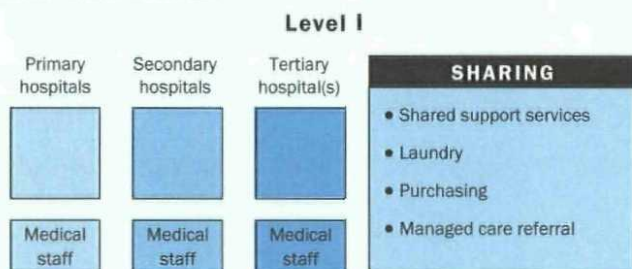 Level I
Primary
hospitals
Secondary
hospitals
Tertiary
hospital(s)
Medical
staff
Medical
staff
Medical
staff
SHARING
• Shared support services
• Laundry
• Purchasing
• Managed care referral